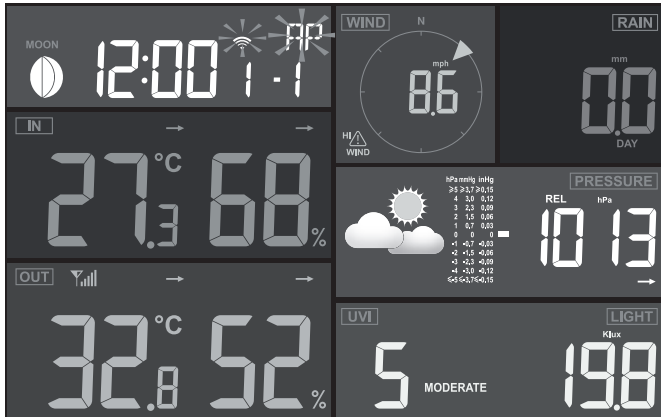 MOON 12:00 AP
1 - 1
IN
27.3 °C 68 %
OUT
32.8 °C 52 %
WIND
N
mph
8.6
HI WIND
RAIN
mm
0.0
DAY
PRESSURE
hPa mmHg inHg
≥5 ≥3,7 ≥0,15
4 3,0 0,12
3 2,3 0,09
2 1,5 0,06
1 0,7 0,03
0 0 0
-1 -0,7 -0,03
-2 -1,5 -0,06
-3 -2,3 -0,09
-4 -3,0 -0,12
≤-5 ≤-3,7 ≤-0,15
REL hPa
1013
UVI
5 MODERATE
LIGHT
Klux
19.8